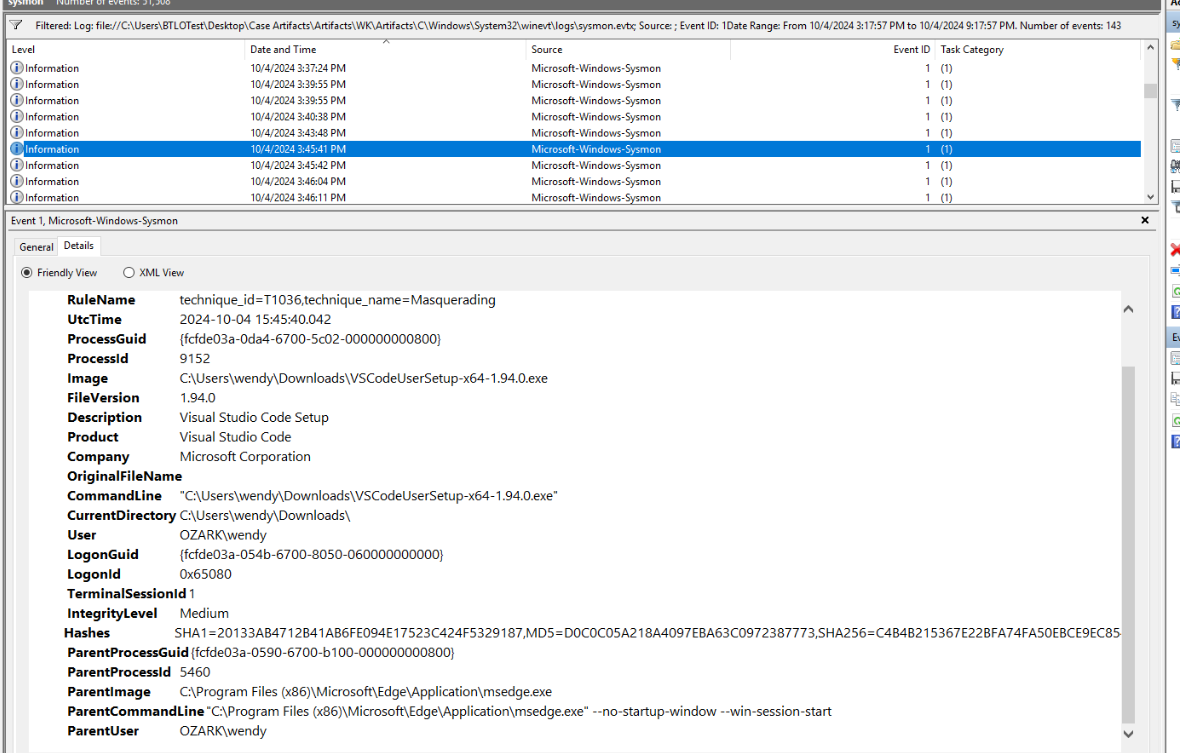 sysmon Number of events: 31,308
Filtered: Log: file://C:\Users\BTLOTest\Desktop\Case Artifacts\Artifacts\WK\Artifacts\C\Windows\System32\winevt\logs\sysmon.evtx; Source: ; Event ID: 1Date Range: From 10/4/2024 3:17:57 PM to 10/4/2024 9:17:57 PM. Number of events: 143
Level Date and Time Source Event ID Task Category
Information 10/4/2024 3:37:24 PM Microsoft-Windows-Sysmon 1 (1)
Information 10/4/2024 3:39:55 PM Microsoft-Windows-Sysmon 1 (1)
Information 10/4/2024 3:39:55 PM Microsoft-Windows-Sysmon 1 (1)
Information 10/4/2024 3:40:38 PM Microsoft-Windows-Sysmon 1 (1)
Information 10/4/2024 3:43:48 PM Microsoft-Windows-Sysmon 1 (1)
Information 10/4/2024 3:45:41 PM Microsoft-Windows-Sysmon 1 (1)
Information 10/4/2024 3:45:42 PM Microsoft-Windows-Sysmon 1 (1)
Information 10/4/2024 3:46:04 PM Microsoft-Windows-Sysmon 1 (1)
Information 10/4/2024 3:46:11 PM Microsoft-Windows-Sysmon 1 (1)
Event 1, Microsoft-Windows-Sysmon
General Details
Friendly View XML View
RuleName technique_id=T1036,technique_name=Masquerading
UtcTime 2024-10-04 15:45:40.042
ProcessGuid {fcfde03a-0da4-6700-5c02-000000000800}
ProcessId 9152
Image C:\Users\wendy\Downloads\VSCodeUserSetup-x64-1.94.0.exe
FileVersion 1.94.0
Description Visual Studio Code Setup
Product Visual Studio Code
Company Microsoft Corporation
OriginalFileName
CommandLine "C:\Users\wendy\Downloads\VSCodeUserSetup-x64-1.94.0.exe"
CurrentDirectory C:\Users\wendy\Downloads\
User OZARK\wendy
LogonGuid {fcfde03a-054b-6700-8050-060000000000}
LogonId 0x65080
TerminalSessionId 1
IntegrityLevel Medium
Hashes SHA1=20133AB4712B41AB6FE094E17523C424F5329187,MD5=D0C0C05A218A4097EBA63C0972387773,SHA256=C4B4B215367E22BFA74FA50EBCE9EC85
ParentProcessGuid {fcfde03a-0590-6700-b100-000000000800}
ParentProcessId 5460
ParentImage C:\Program Files (x86)\Microsoft\Edge\Application\msedge.exe
ParentCommandLine "C:\Program Files (x86)\Microsoft\Edge\Application\msedge.exe" --no-startup-window --win-session-start
ParentUser OZARK\wendy